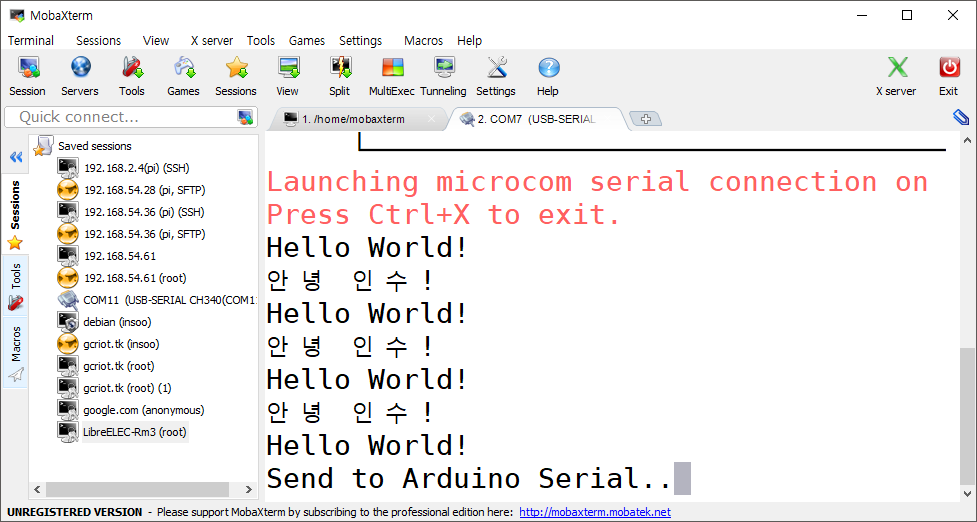 MobaXterm
Terminal Sessions View X server Tools Games Settings Macros Help
Session Servers Tools Games Sessions View Split MultiExec Tunneling Settings Help X server Exit
Quick connect...
1. /home/mobaxterm
2. COM7 (USB-SERIAL
Sessions
Tools
Macros
Saved sessions
192.168.2.4(pi) (SSH)
192.168.54.28 (pi, SFTP)
192.168.54.36 (pi) (SSH)
192.168.54.36 (pi, SFTP)
192.168.54.61
192.168.54.61 (root)
COM11 (USB-SERIAL CH340(COM11
debian (insoo)
gcriot.tk (insoo)
gcriot.tk (root)
gcriot.tk (root) (1)
google.com (anonymous)
LibreELEC-Rm3 (root)
Launching microcom serial connection on
Press Ctrl+X to exit.
Hello World!
안녕 인수!
Hello World!
안녕 인수!
Hello World!
안녕 인수!
Hello World!
Send to Arduino Serial..
UNREGISTERED VERSION - Please support MobaXterm by subscribing to the professional edition here: http://mobaxterm.mobatek.net